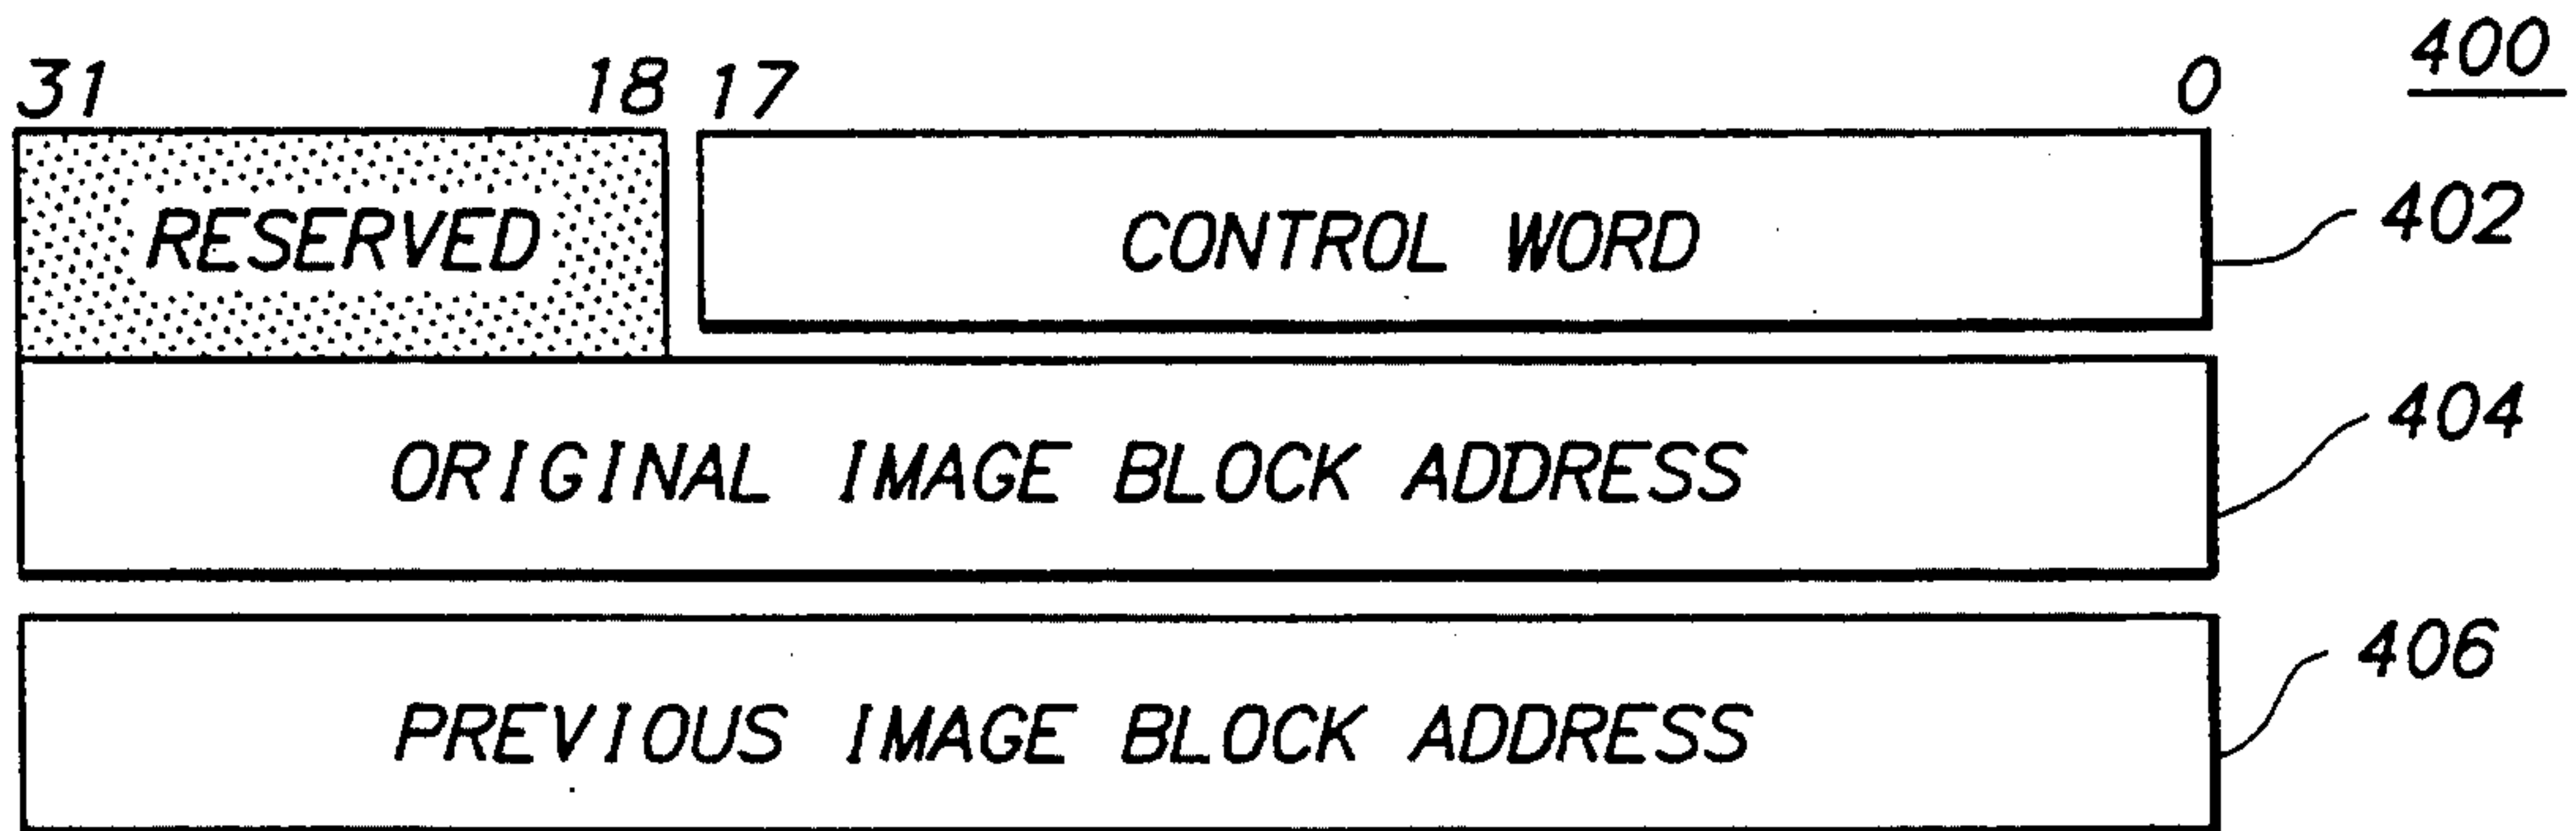 400
31 18 17 0
RESERVED CONTROL WORD 402
ORIGINAL IMAGE BLOCK ADDRESS 404
PREVIOUS IMAGE BLOCK ADDRESS 406